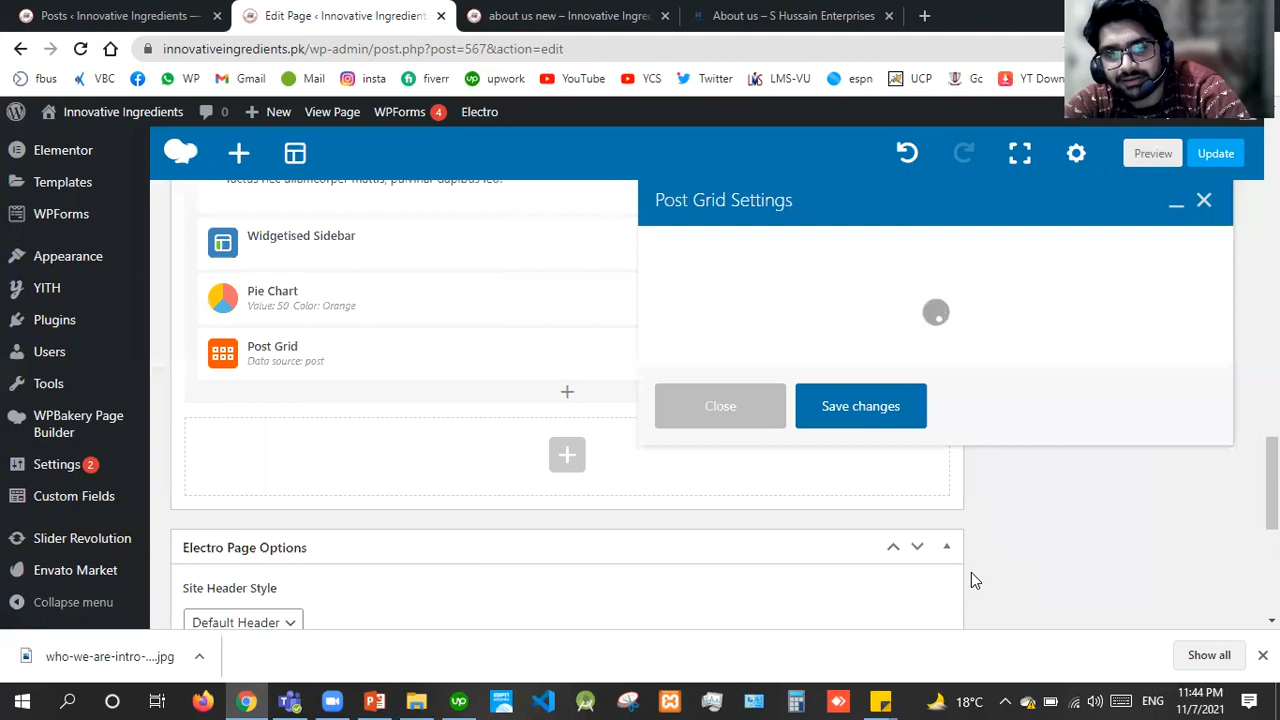 Posts ‹ Innovative Ingredients —
Edit Page ‹ Innovative Ingredient
about us new – Innovative Ingre
About us – S Hussain Enterprises
innovativeingredients.pk/wp-admin/post.php?post=567&action=edit
fbus VBC WP Gmail Mail insta fiverr upwork YouTube YCS Twitter LMS-VU espn UCP Gc YT Down
Innovative Ingredients 0 New View Page WPForms 4 Electro
Elementor
Templates
WPForms
Appearance
YITH
Plugins
Users
Tools
WPBakery Page
Builder
Settings 2
Custom Fields
Slider Revolution
Envato Market
Collapse menu
Preview Update
Widgetised Sidebar
Pie Chart
Value: 50 Color: Orange
Post Grid
Data source: post
Post Grid Settings
Close Save changes
Electro Page Options
Site Header Style
Default Header
who-we-are-intro-....jpg
Show all
18°C ENG
11:44 PM
11/7/2021